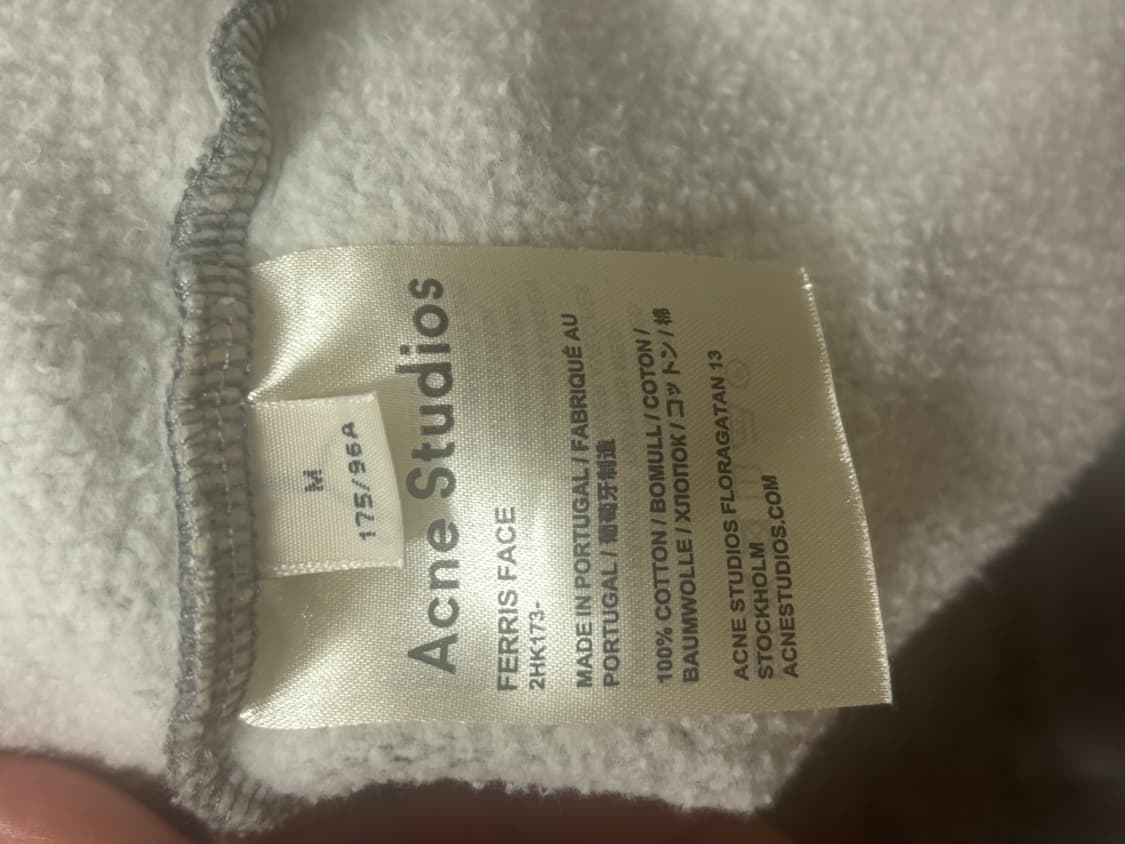 M
175/96A
Acne Studios
FERRIS FACE
2HK173-
MADE IN PORTUGAL / FABRIQUÉ AU
PORTUGAL / 葡萄牙制造
100% COTTON / BOMULL / COTON /
BAUMWOLLE / ХЛОПОК / コットン / 棉
ACNE STUDIOS FLORAGATAN 13
STOCKHOLM
ACNESTUDIOS.COM